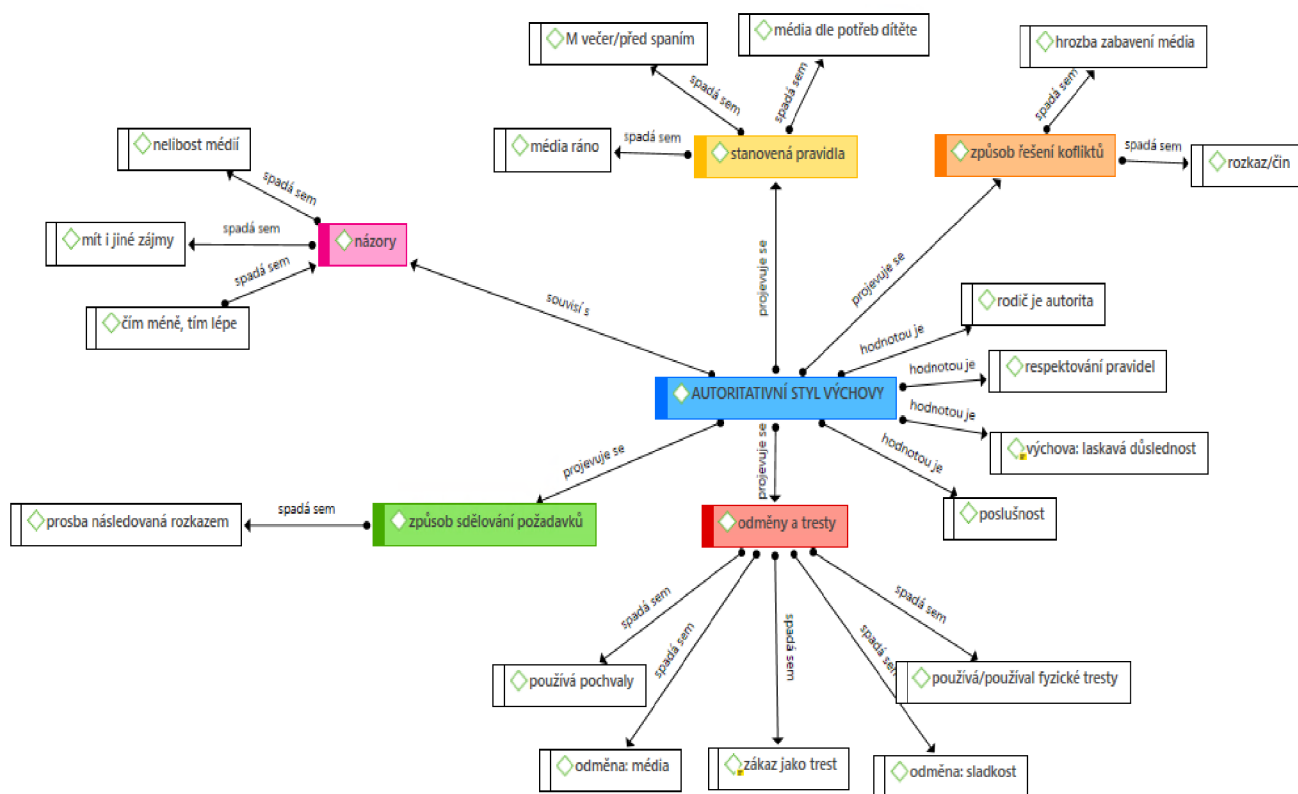 M večer/před spaním
média dle potřeb dítěte
hrozba zabavení média
spadá sem
spadá sem
spadá sem
nelibost médií
média ráno
spadá sem
stanovená pravidla
způsob řešení kofliktů
spadá sem
rozkaz/čin
spadá sem
mít i jiné zájmy
spadá sem
názory
spadá sem
čím méně, tím lépe
souvisí s
projevuje se
projevuje se
rodič je autorita
hodnotou je
respektování pravidel
hodnotou je
AUTORITATIVNÍ STYL VÝCHOVY
hodnotou je
výchova: laskavá důslednost
hodnotou je
projevuje se
projevuje se
poslušnost
prosba následovaná rozkazem
spadá sem
způsob sdělování požadavků
odměny a tresty
spadá sem
spadá sem
spadá sem
spadá sem
spadá sem
používá pochvaly
používá/používal fyzické tresty
odměna: média
zákaz jako trest
odměna: sladkost